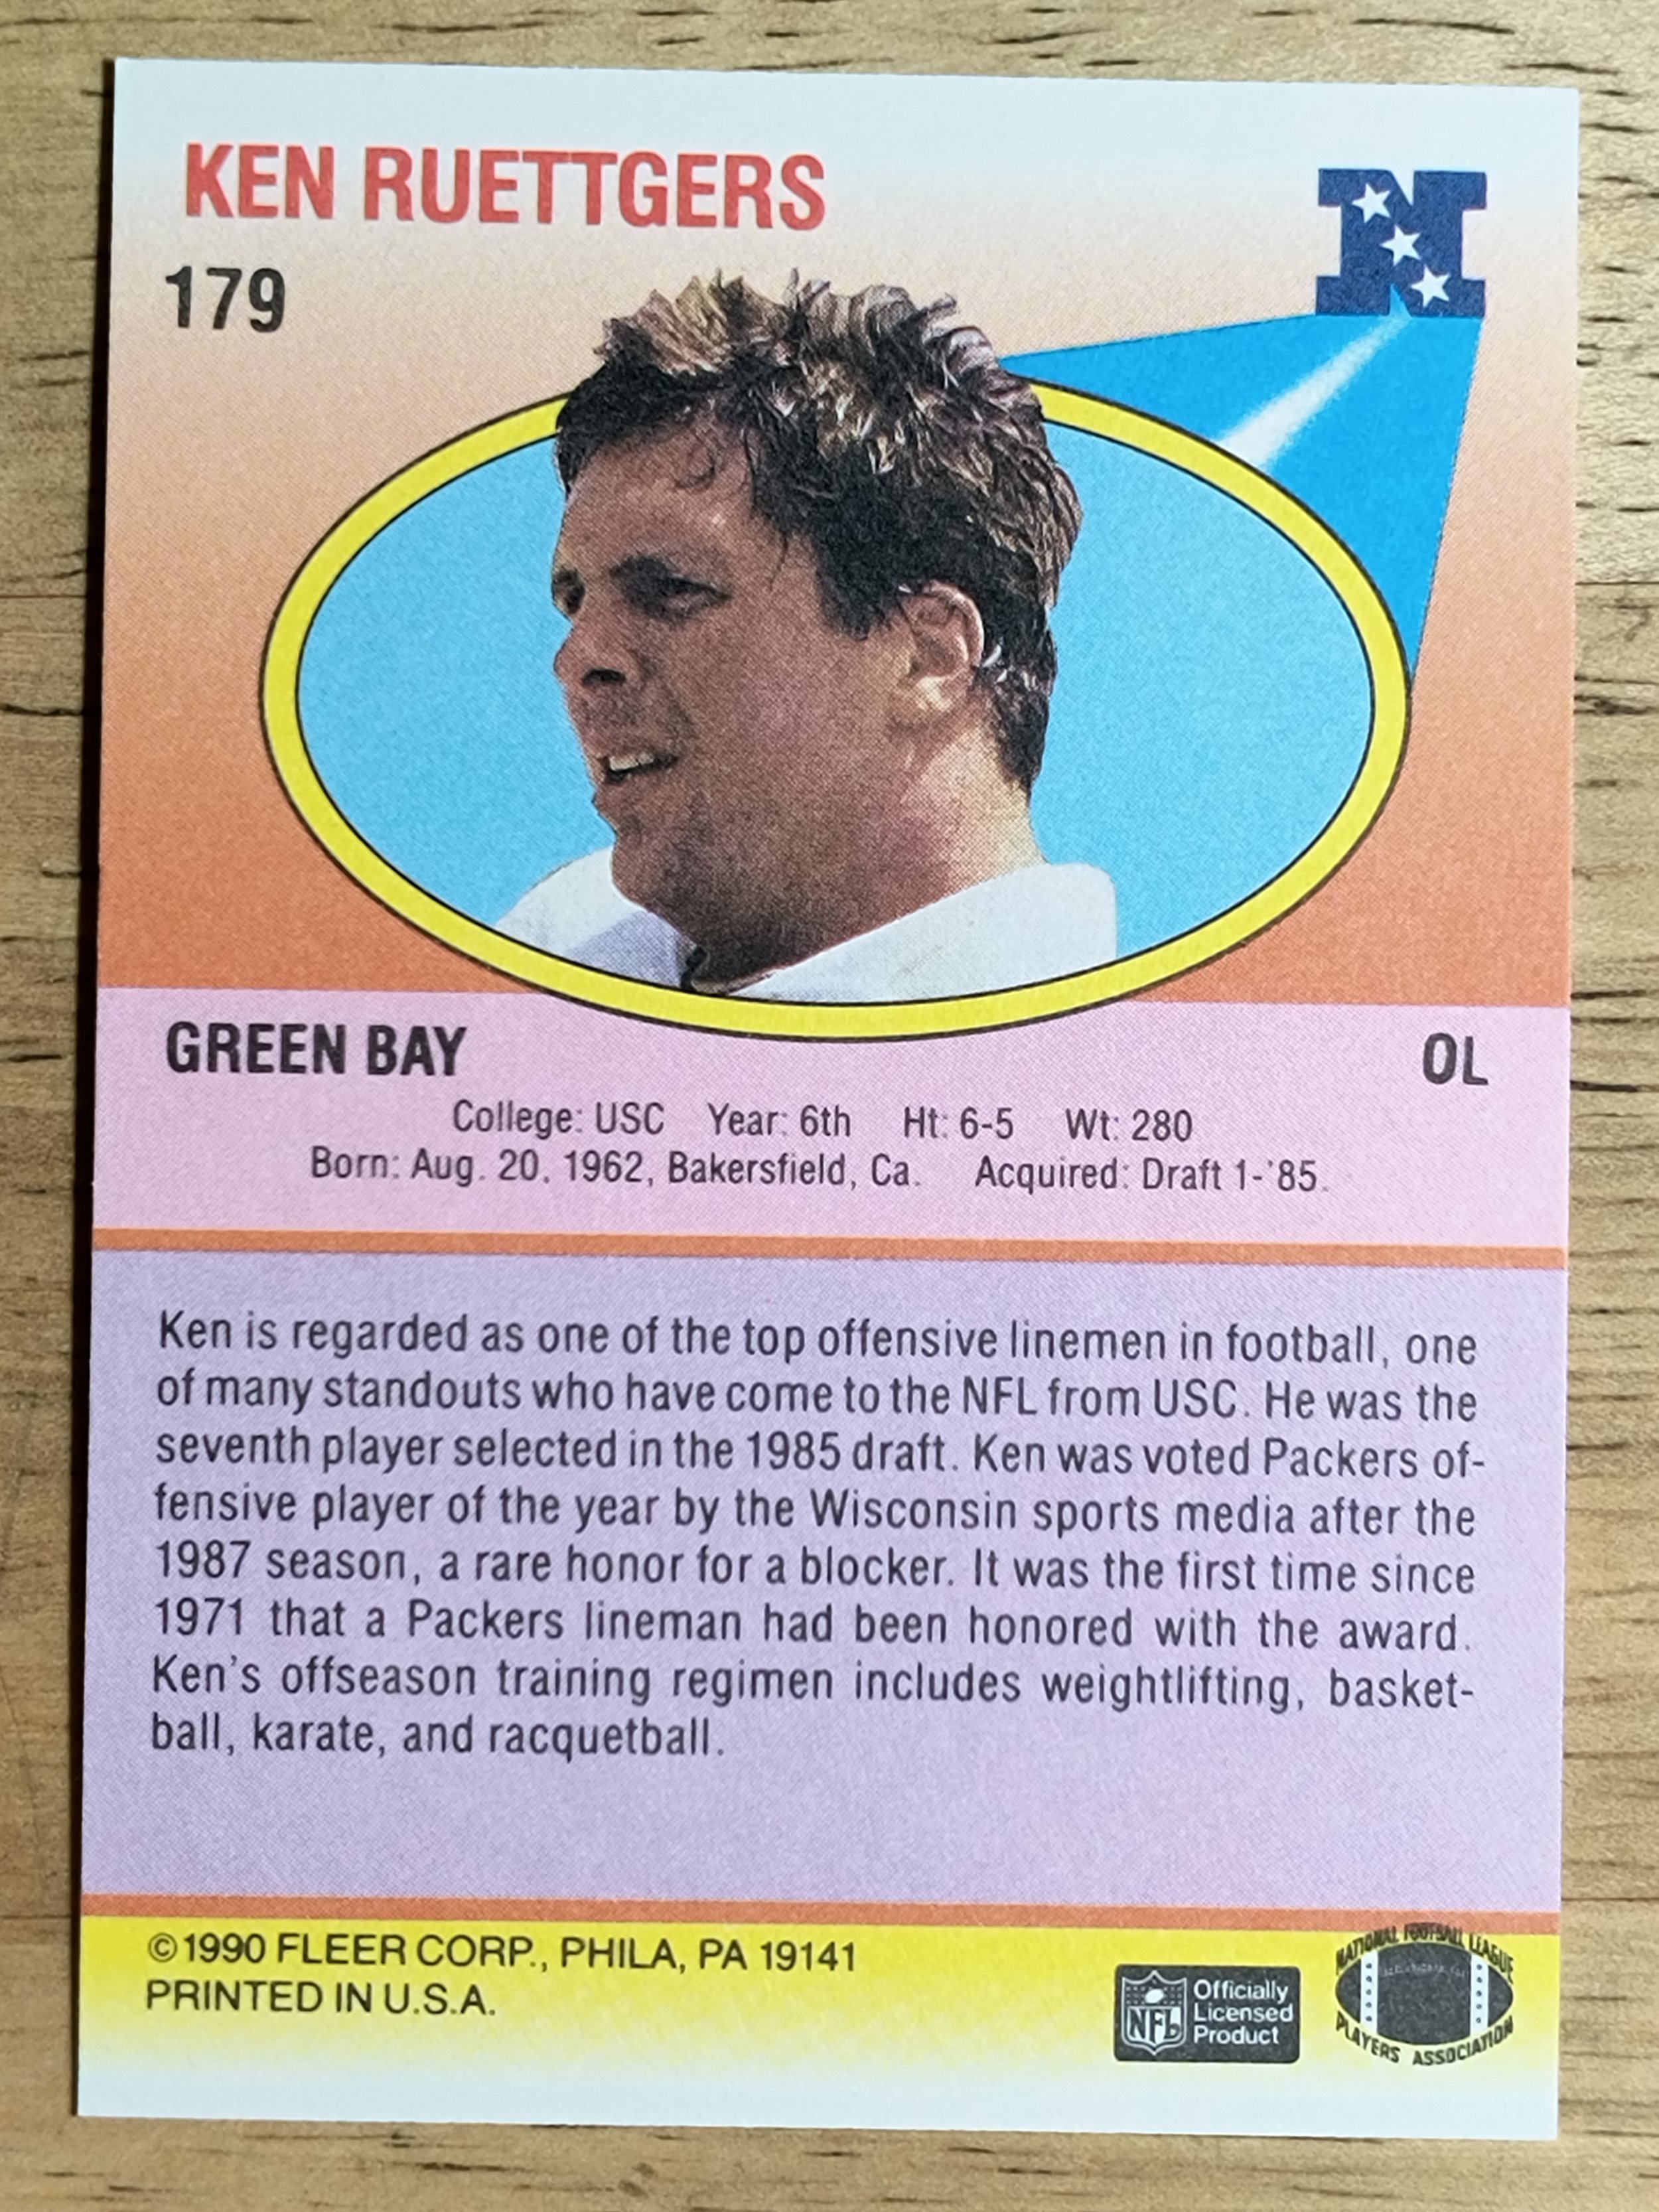 KEN RUETTGERS
179
N
GREEN BAY OL
College: USC Year: 6th Ht: 6-5 Wt: 280
Born: Aug. 20, 1962, Bakersfield, Ca. Acquired: Draft 1-'85.
Ken is regarded as one of the top offensive linemen in football, one
of many standouts who have come to the NFL from USC. He was the
seventh player selected in the 1985 draft. Ken was voted Packers of-
fensive player of the year by the Wisconsin sports media after the
1987 season, a rare honor for a blocker. It was the first time since
1971 that a Packers lineman had been honored with the award.
Ken's offseason training regimen includes weightlifting, basket-
ball, karate, and racquetball.
©1990 FLEER CORP., PHILA, PA 19141
PRINTED IN U.S.A.
NFL
Officially
Licensed
Product
NATIONAL FOOTBALL LEAGUE
PLAYERS ASSOCIATION